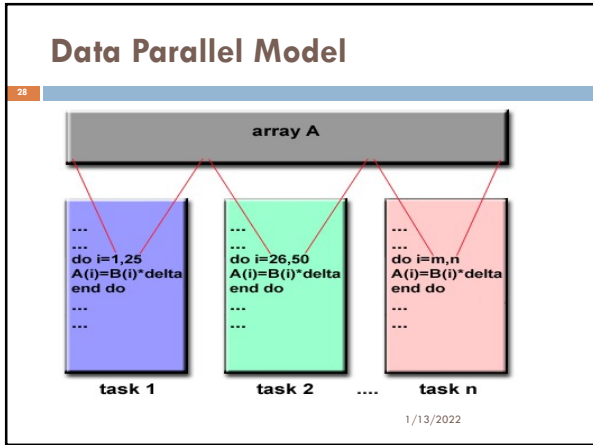 Data Parallel Model
28
array A
...
...
do i=1,25
A(i)=B(i)*delta
end do
...
...
...
...
do i=26,50
A(i)=B(i)*delta
end do
...
...
...
...
do i=m,n
A(i)=B(i)*delta
end do
...
...
task 1 task 2 .... task n
1/13/2022